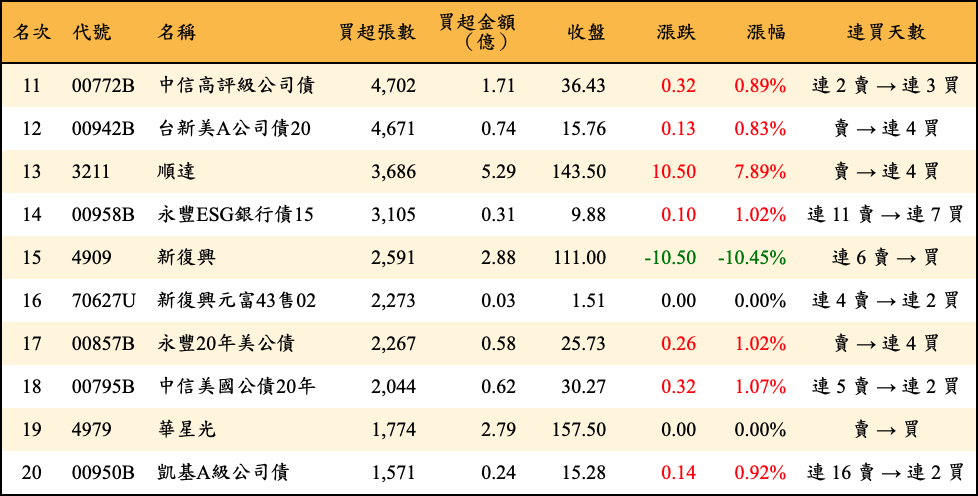 名次 代號 名稱 買超張數 買超金額（億） 收盤 漲跌 漲幅 連買天數
11 00772B 中信高評級公司債 4,702 1.71 36.43 0.32 0.89% 連 2 賣 → 連 3 買
12 00942B 台新美A公司債20 4,671 0.74 15.76 0.13 0.83% 賣 → 連 4 買
13 3211 順達 3,686 5.29 143.50 10.50 7.89% 賣 → 連 4 買
14 00958B 永豐ESG銀行債15 3,105 0.31 9.88 0.10 1.02% 連 11 賣 → 連 7 買
15 4909 新復興 2,591 2.88 111.00 -10.50 -10.45% 連 6 賣 → 買
16 70627U 新復興元富43售02 2,273 0.03 1.51 0.00 0.00% 連 4 賣 → 連 2 買
17 00857B 永豐20年美公債 2,267 0.58 25.73 0.26 1.02% 賣 → 連 4 買
18 00795B 中信美國公債20年 2,044 0.62 30.27 0.32 1.07% 連 5 賣 → 連 2 買
19 4979 華星光 1,774 2.79 157.50 0.00 0.00% 賣 → 買
20 00950B 凱基A級公司債 1,571 0.24 15.28 0.14 0.92% 連 16 賣 → 連 2 買